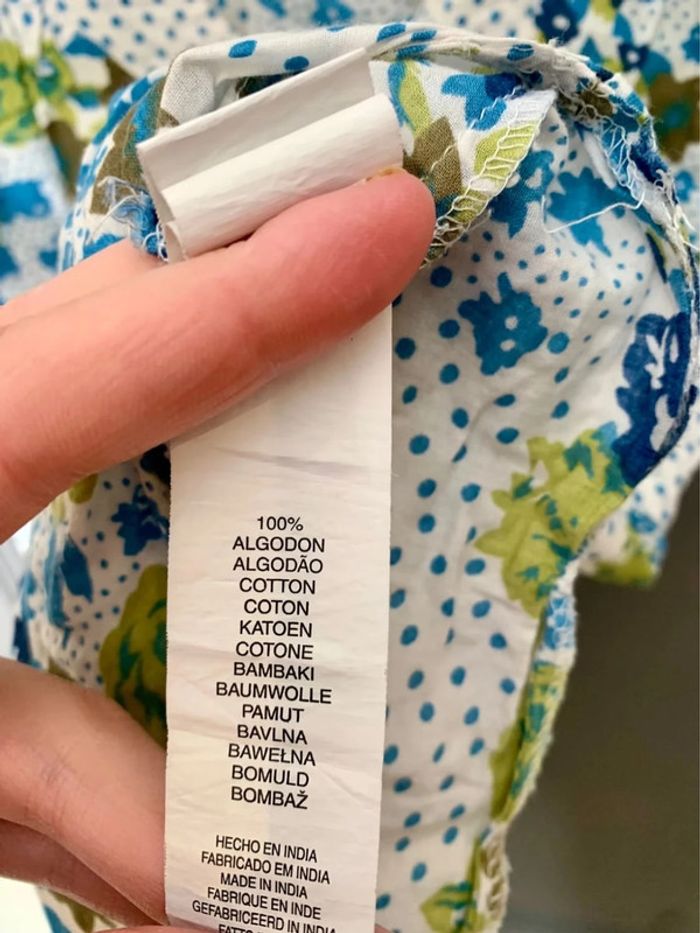 100%
ALGODON
ALGODÃO
COTTON
COTON
KATOEN
COTONE
BAMBAKI
BAUMWOLLE
PAMUT
BAVLNA
BAWEŁNA
BOMULD
BOMBAŽ
HECHO EN INDIA
FABRICADO EM INDIA
MADE IN INDIA
FABRIQUE EN INDE
GEFABRICEERD IN INDIA